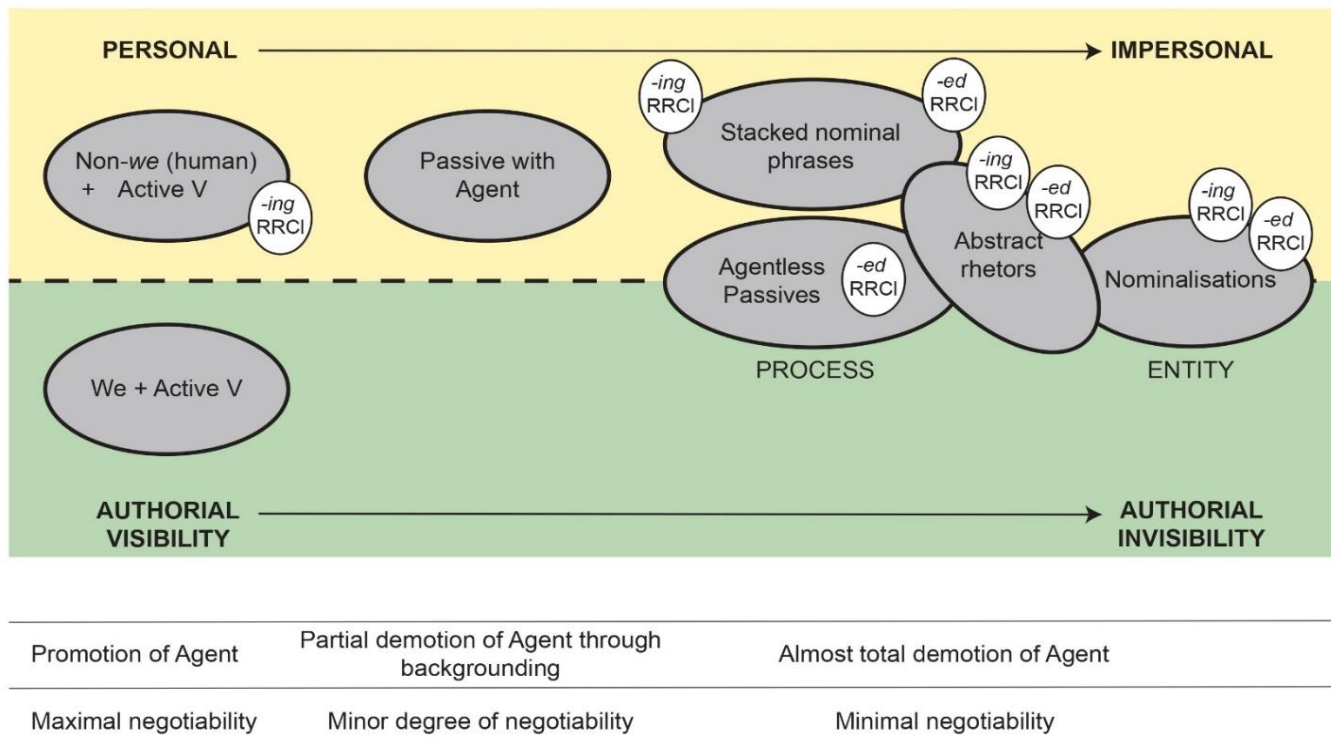 PERSONAL
IMPERSONAL
-ing
RRCl
-ed
RRCl
Stacked nominal
phrases
Non-we (human)
+ Active V
-ing
RRCl
Passive with
Agent
-ing
RRCl
-ed
RRCl
Abstract
rhetors
-ing
RRCl
-ed
RRCl
Nominalisations
Agentless
Passives
-ed
RRCl
PROCESS
ENTITY
We + Active V
AUTHORIAL
VISIBILITY
AUTHORIAL
INVISIBILITY
Promotion of Agent
Partial demotion of Agent through
backgrounding
Almost total demotion of Agent
Maximal negotiability
Minor degree of negotiability
Minimal negotiability